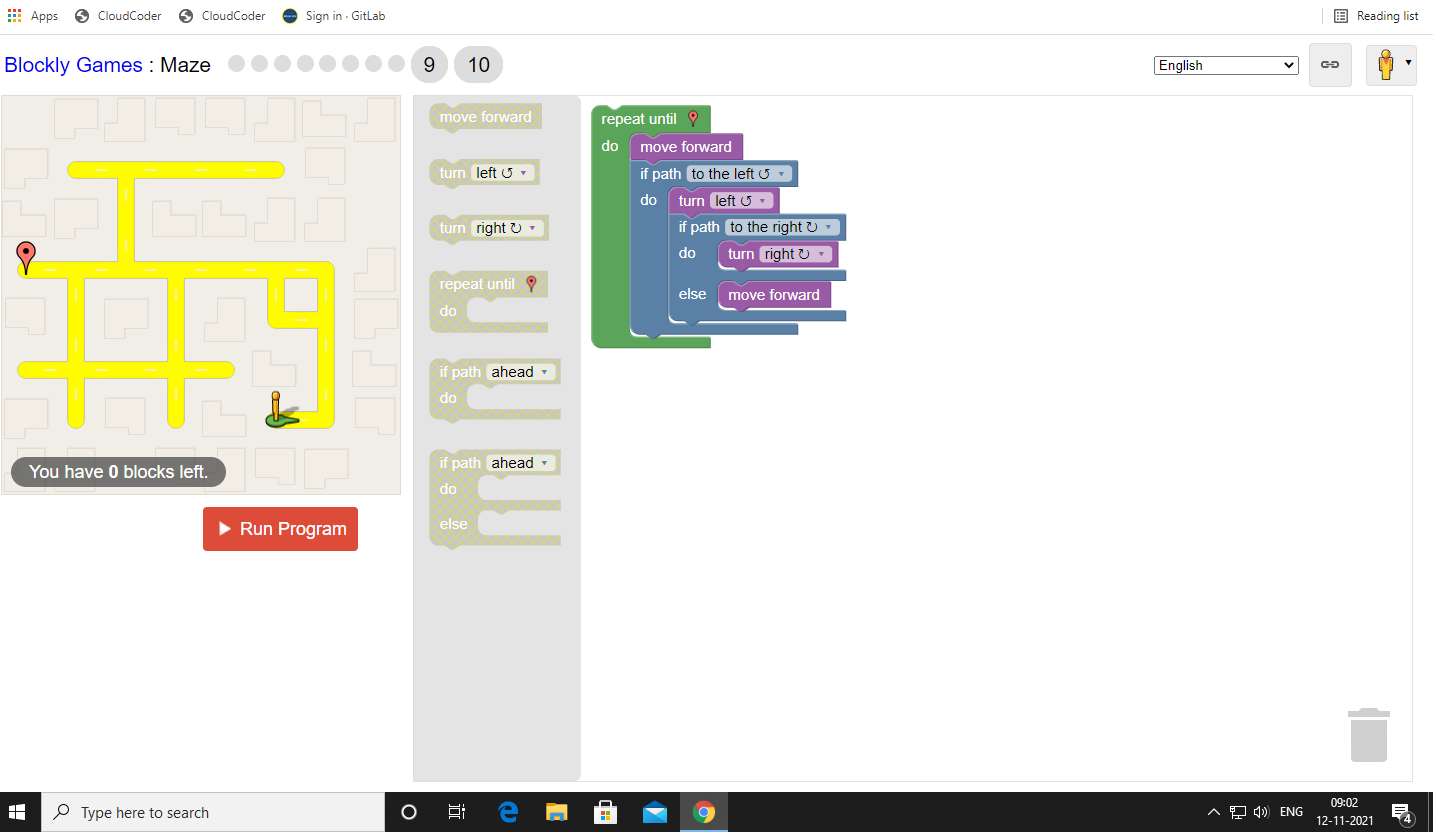 Apps CloudCoder CloudCoder Sign in · GitLab Reading list
Blockly Games : Maze 9 10 English
move forward
turn left ↺
turn right ↻
repeat until
do
if path ahead
do
if path ahead
do
else
repeat until
do move forward
if path to the left ↺
do turn left ↺
if path to the right ↻
do turn right ↻
else move forward
You have 0 blocks left.
Run Program
Type here to search
ENG
09:02
12-11-2021
4